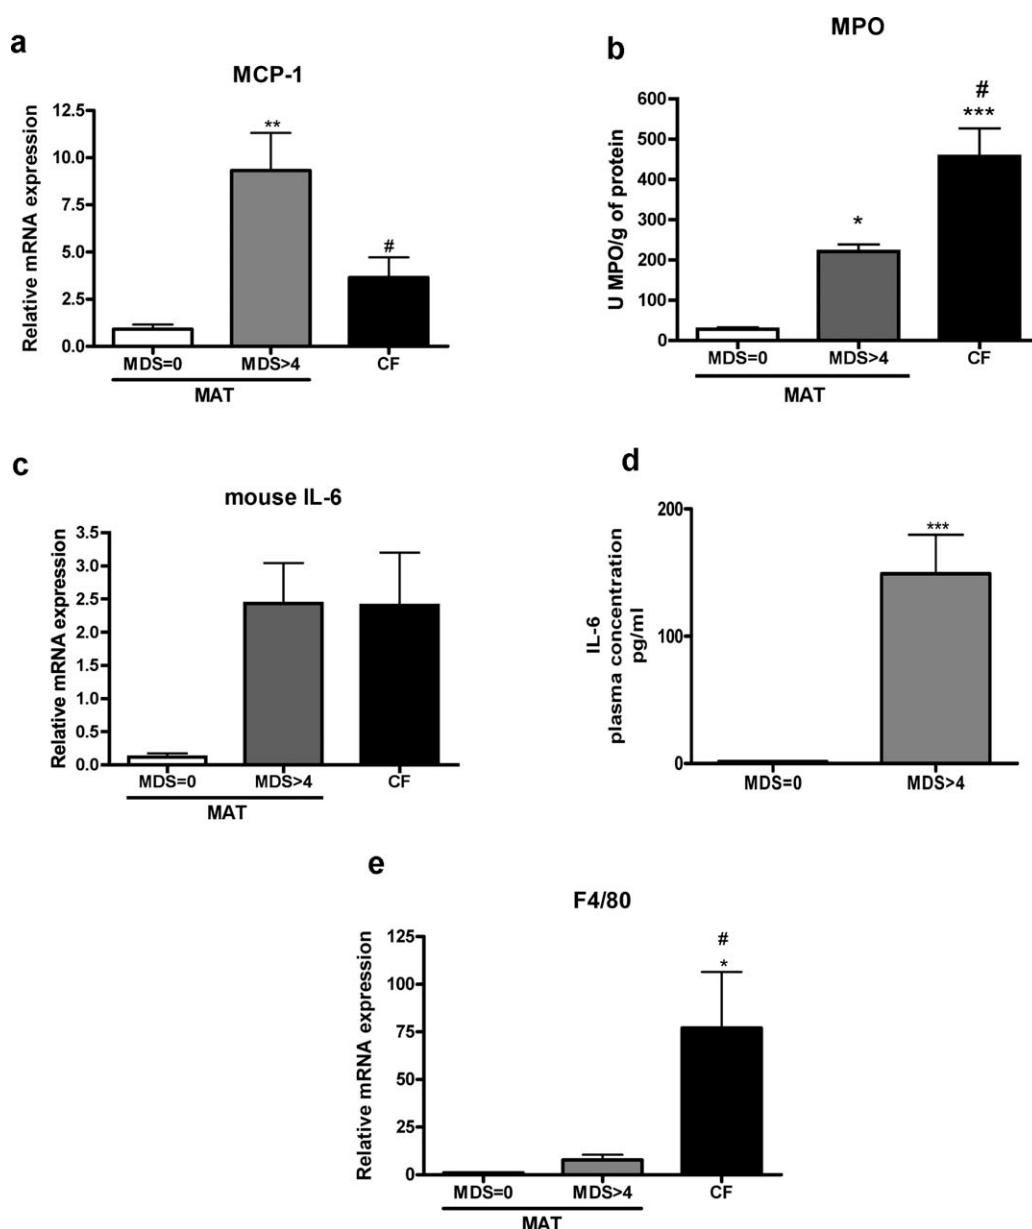 a
MCP-1
Relative mRNA expression
12.5
10.0
7.5
5.0
2.5
0.0
**
#
MDS=0 MDS>4 CF
MAT
b
MPO
U MPO/g of protein
600
500
400
300
200
100
0
*
#
***
MDS=0 MDS>4 CF
MAT
c
mouse IL-6
Relative mRNA expression
3.5
3.0
2.5
2.0
1.5
1.0
0.5
0.0
MDS=0 MDS>4 CF
MAT
d
IL-6
plasma concentration
pg/ml
200
100
0
***
MDS=0 MDS>4
e
F4/80
Relative mRNA expression
125
100
75
50
25
0
#
*
MDS=0 MDS>4 CF
MAT